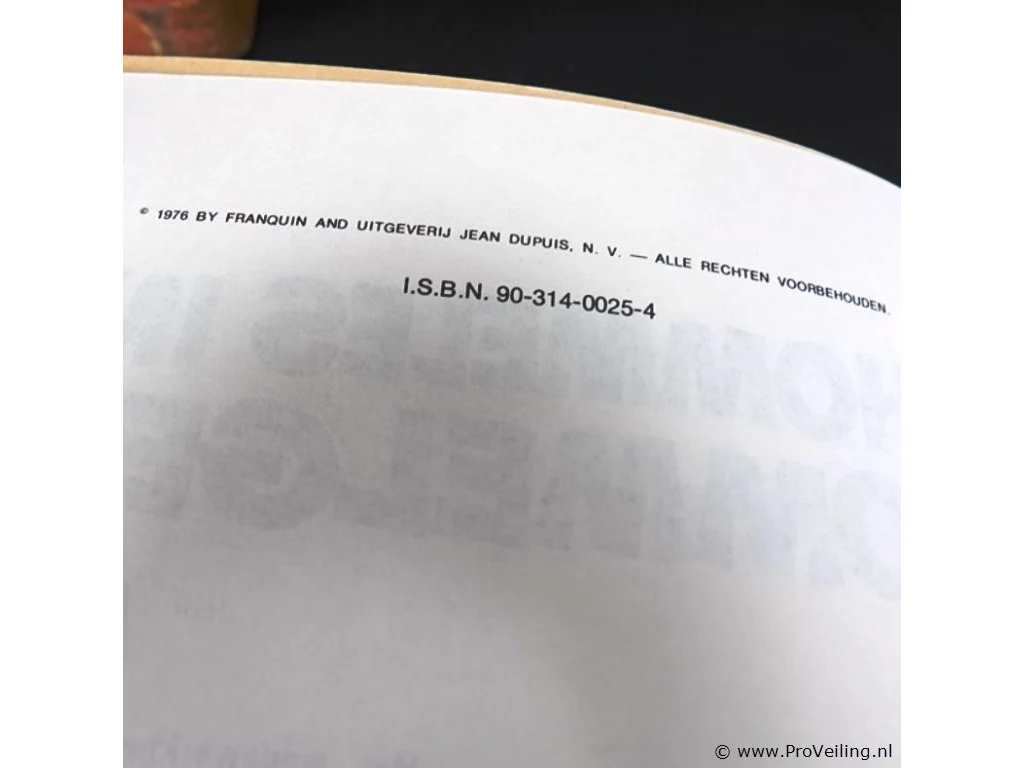 © 1976 BY FRANQUIN AND UITGEVERIJ JEAN DUPUIS, N. V. — ALLE RECHTEN VOORBEHOUDEN.
I.S.B.N. 90-314-0025-4
© www.ProVeiling.nl